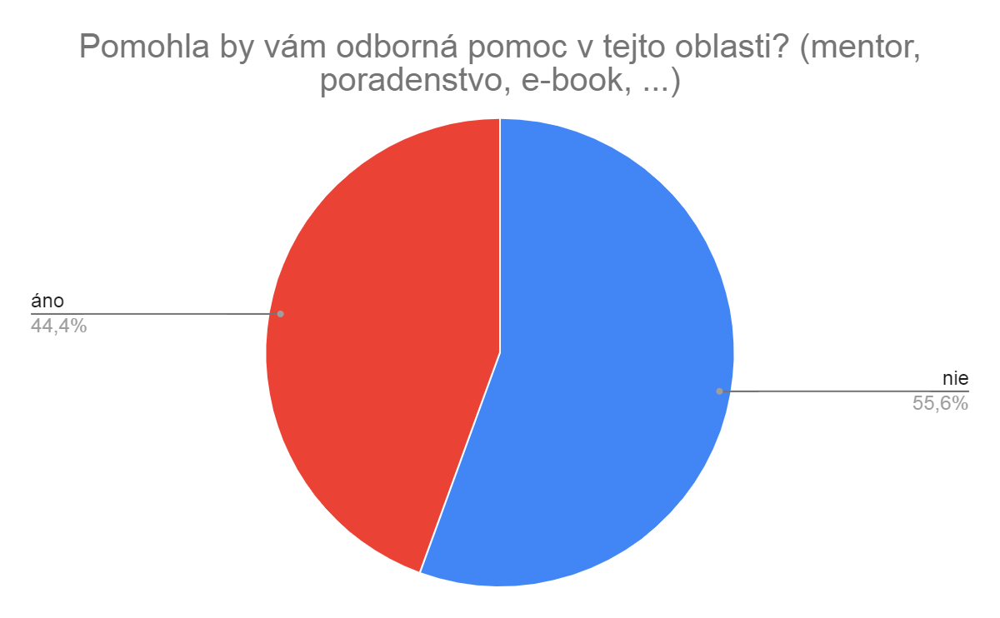 Pomohla by vám odborná pomoc v tejto oblasti? (mentor,
poradenstvo, e-book, ...)
áno
44,4%
nie
55,6%